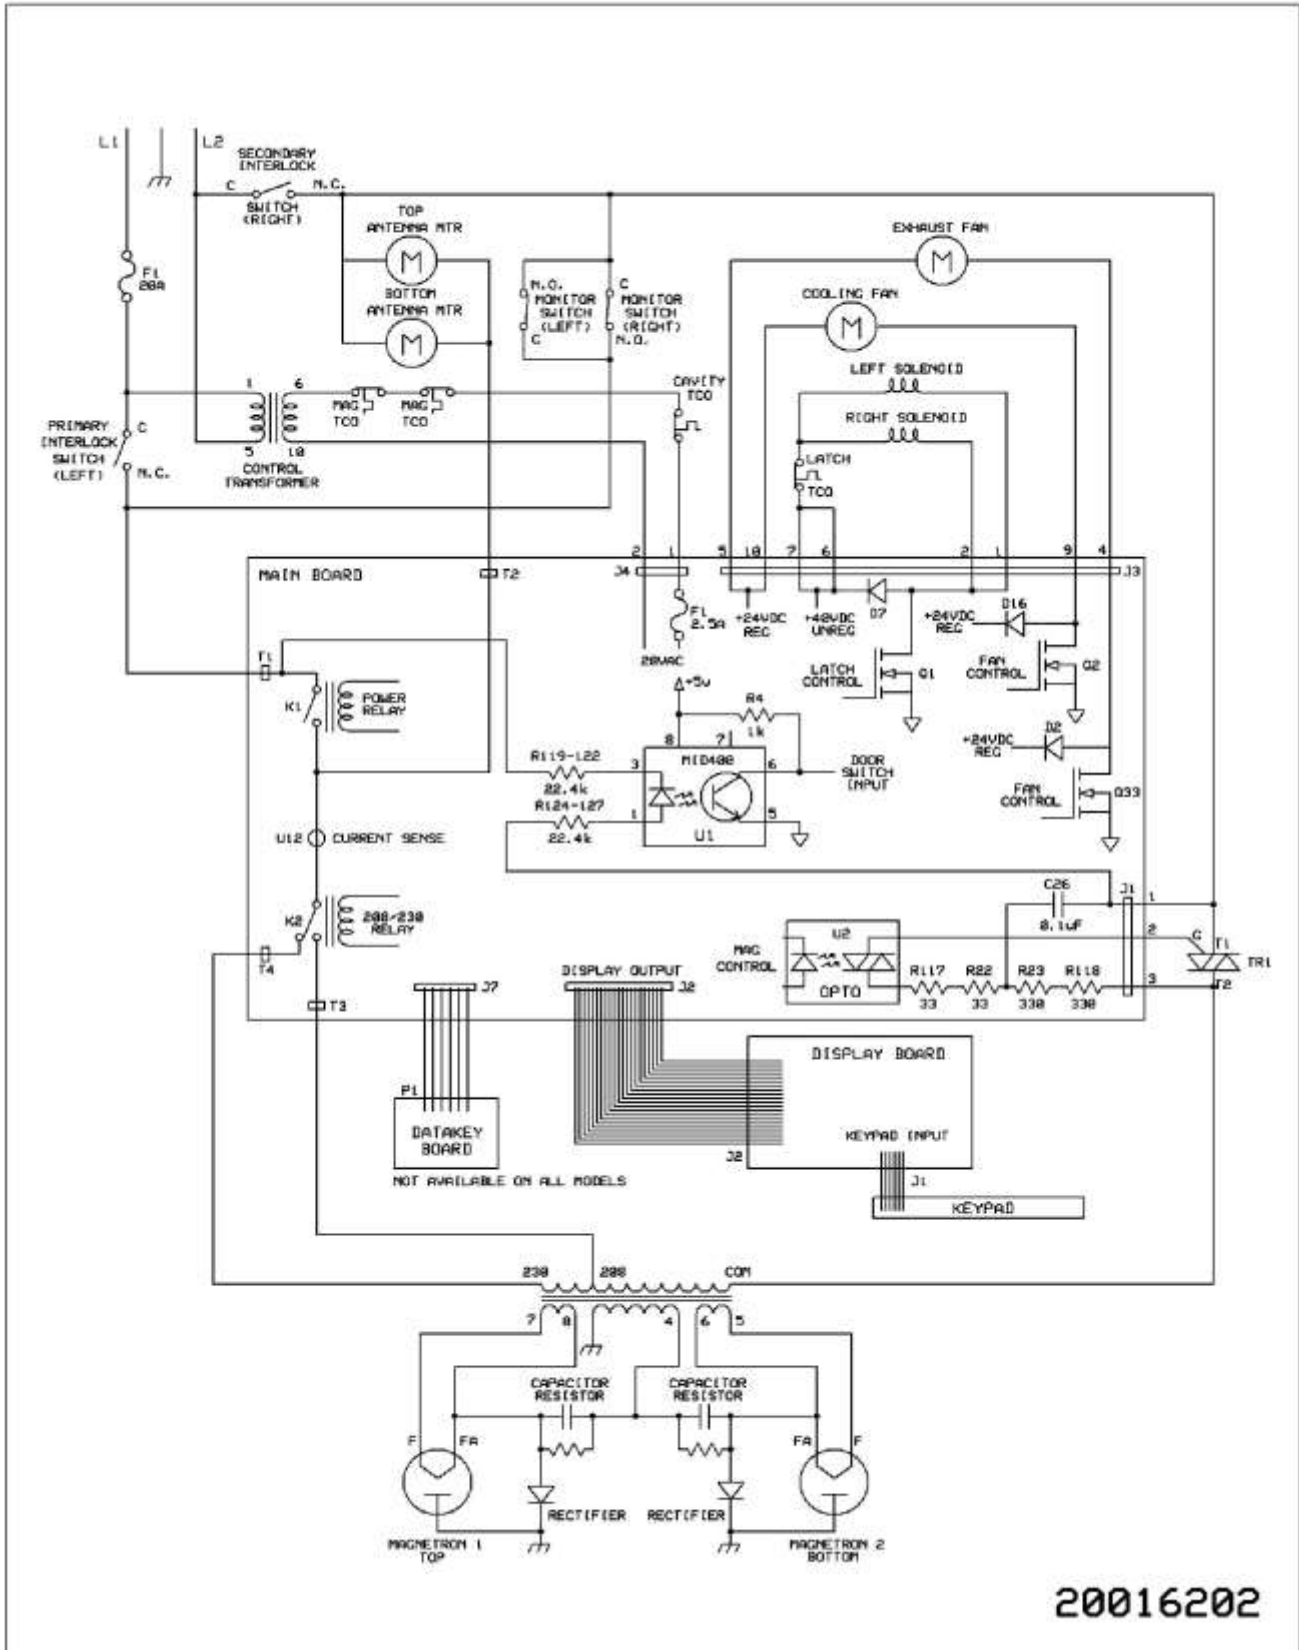 L1
L2
SECONDARY
INTERLOCK
C
N.C.
SWITCH
(RIGHT)
TOP
ANTENNA MTR
M
BOTTOM
ANTENNA MTR
M
F1
20A
N.O.
MONITOR
SWITCH
(LEFT)
C
C
MONITOR
SWITCH
(RIGHT)
N.O.
EXHAUST FAN
M
COOLING FAN
M
LEFT SOLENOID
RIGHT SOLENOID
LATCH
TCO
CAVITY
TCO
1
6
5
10
MAG
TCO
MAG
TCO
CONTROL
TRANSFORMER
PRIMARY
INTERLOCK
SWITCH
(LEFT)
C
N.C.
MAIN BOARD
T2
2
1
J4
5
10
7
6
2
1
9
4
J3
F1
2.5A
+24VDC
REG
+40VDC
UNREG
D7
+24VDC
REG
D16
20VAC
LATCH
CONTROL
Q1
FAN
CONTROL
Q2
T1
K1
POWER
RELAY
+5v
R4
1k
8
7
MID400
3
6
1
5
U1
R119-122
22.4k
R124-127
22.4k
DOOR
SWITCH
INPUT
+24VDC
REG
D2
FAN
CONTROL
Q33
U12
CURRENT SENSE
K2
208/230
RELAY
T4
T3
C26
0.1uF
J1
1
2
3
MAG
CONTROL
U2
OPTO
R117
33
R22
33
R23
330
R118
330
G
T1
TR1
T2
J7
DISPLAY OUTPUT
J2
P1
DATAKEY
BOARD
NOT AVAILABLE ON ALL MODELS
DISPLAY BOARD
KEYPAD INPUT
J2
J1
KEYPAD
230
208
COM
7
8
4
6
5
CAPACITOR
RESISTOR
CAPACITOR
RESISTOR
F
FA
FA
F
RECTIFIER
RECTIFIER
MAGNETRON 1
TOP
MAGNETRON 2
BOTTOM
20016202